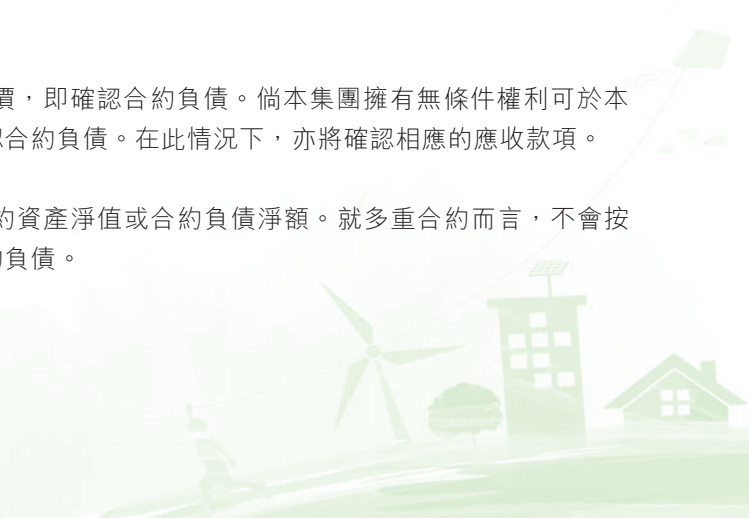 價，即確認合約負債。倘本集團擁有無條件權利可於本
合約負債。在此情況下，亦將確認相應的應收款項。
約資產淨值或合約負債淨額。就多重合約而言，不會按
負債。